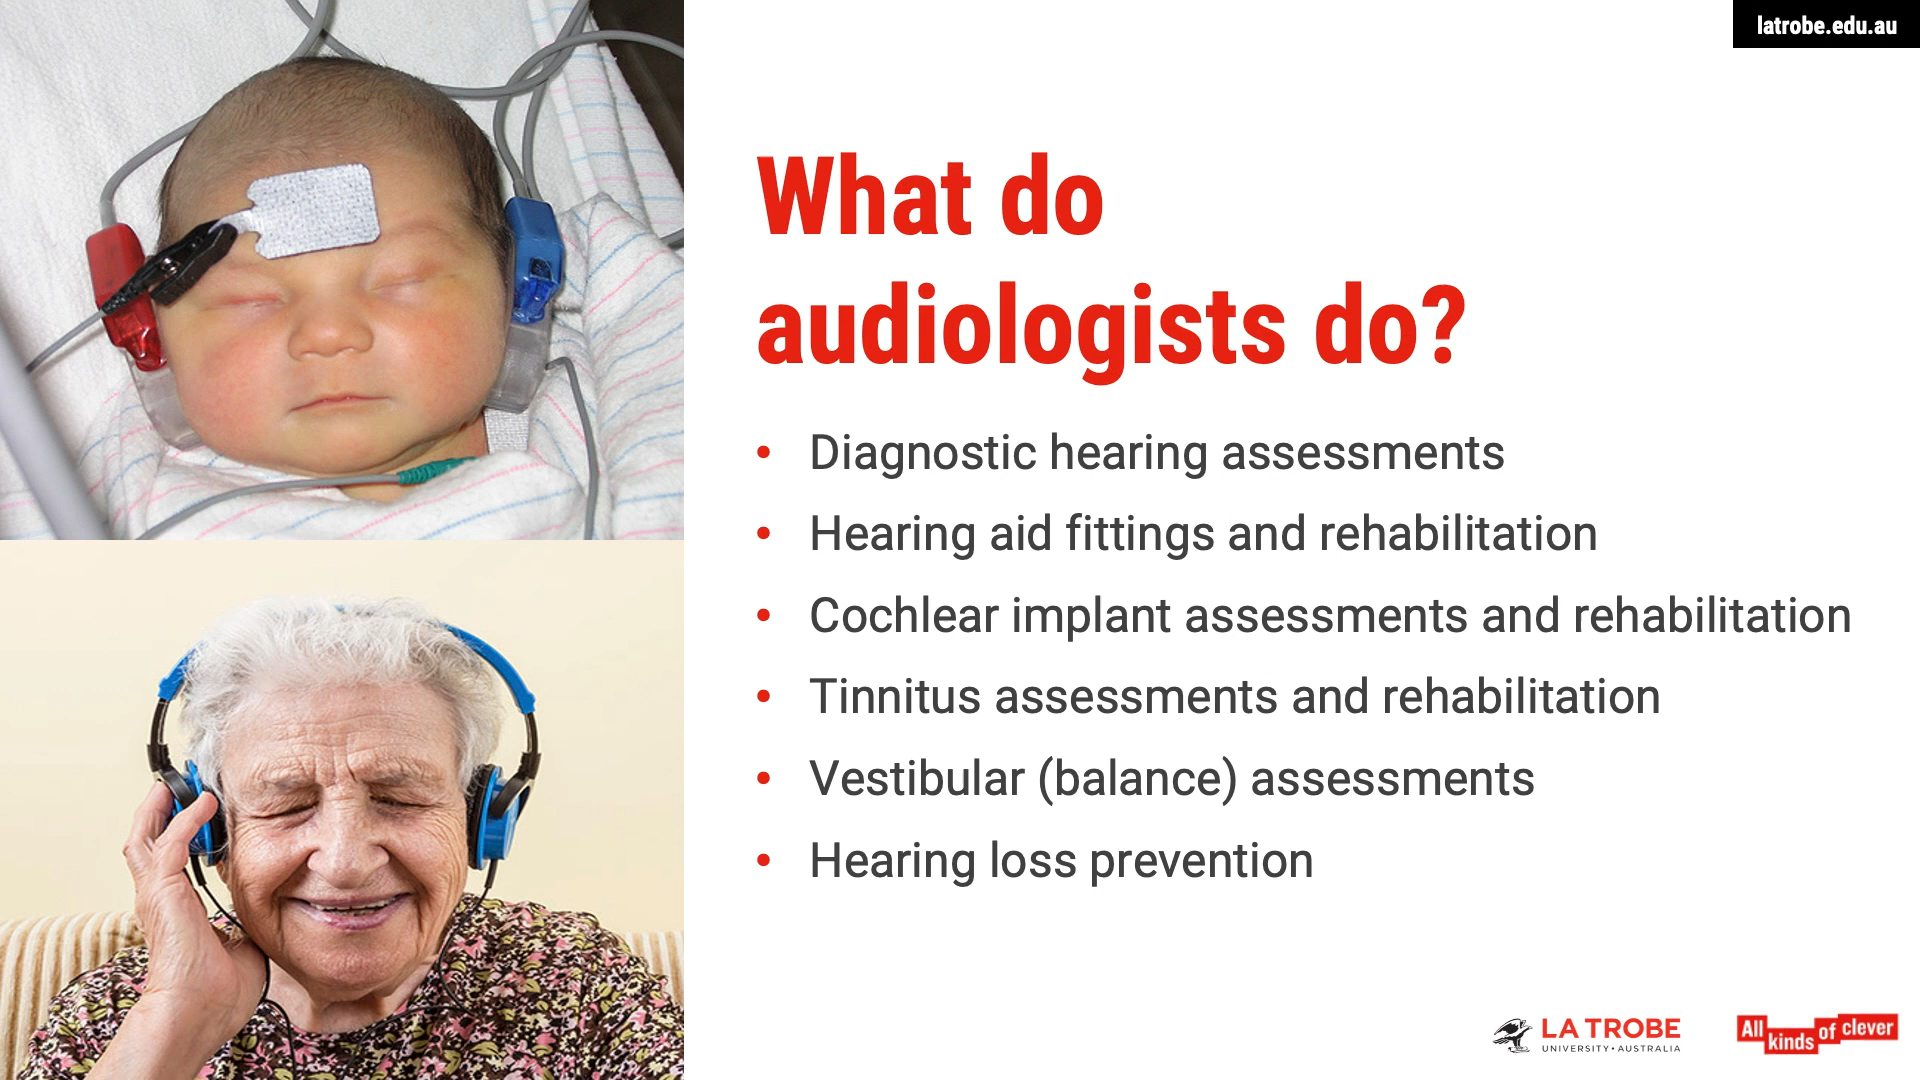 latrobe.edu.au
What do
audiologists do?
• Diagnostic hearing assessments
• Hearing aid fittings and rehabilitation
• Cochlear implant assessments and rehabilitation
• Tinnitus assessments and rehabilitation
• Vestibular (balance) assessments
• Hearing loss prevention
LA TROBE
UNIVERSITY • AUSTRALIA
All kinds of clever